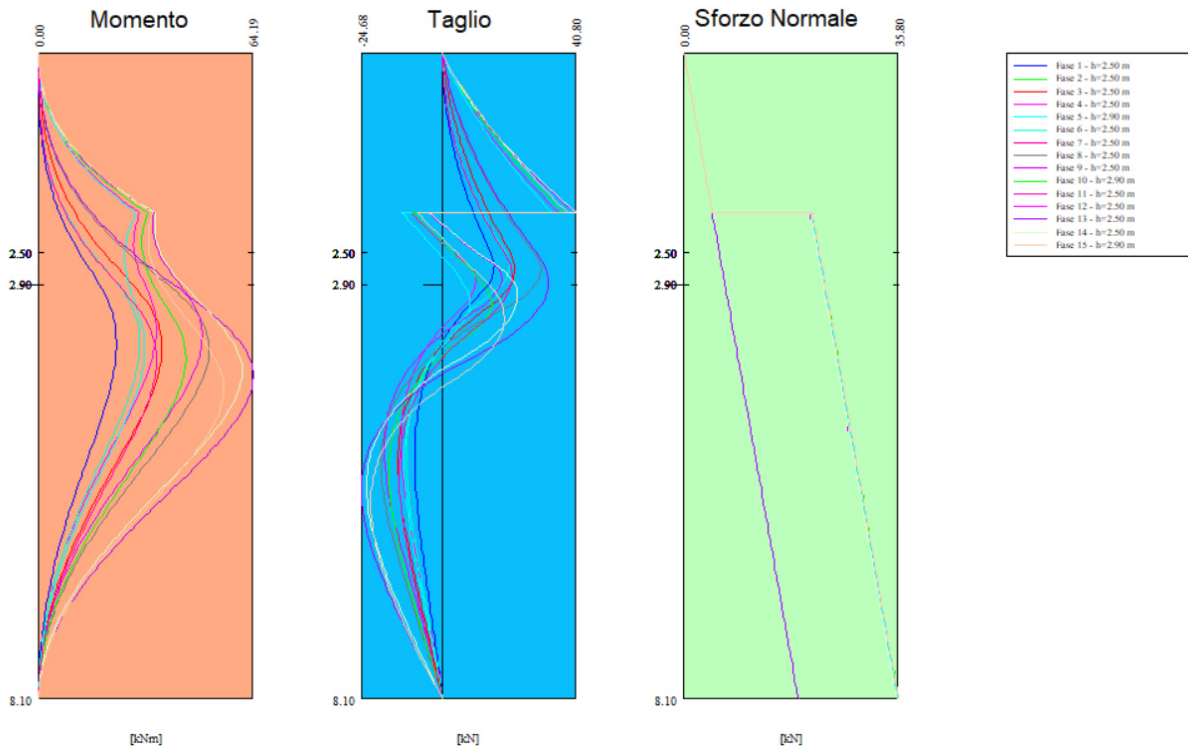 Momento
Taglio
Sforzo Normale
0.00
64.19
-24.68
40.80
0.00
35.80
2.50
2.90
8.10
[kNm]
2.50
2.90
8.10
[kN]
2.50
2.90
8.10
[kN]
Fase 1 - h=2.50 m
Fase 2 - h=2.50 m
Fase 3 - h=2.50 m
Fase 4 - h=2.50 m
Fase 5 - h=2.90 m
Fase 6 - h=2.50 m
Fase 7 - h=2.50 m
Fase 8 - h=2.50 m
Fase 9 - h=2.50 m
Fase 10 - h=2.90 m
Fase 11 - h=2.50 m
Fase 12 - h=2.50 m
Fase 13 - h=2.50 m
Fase 14 - h=2.50 m
Fase 15 - h=2.90 m